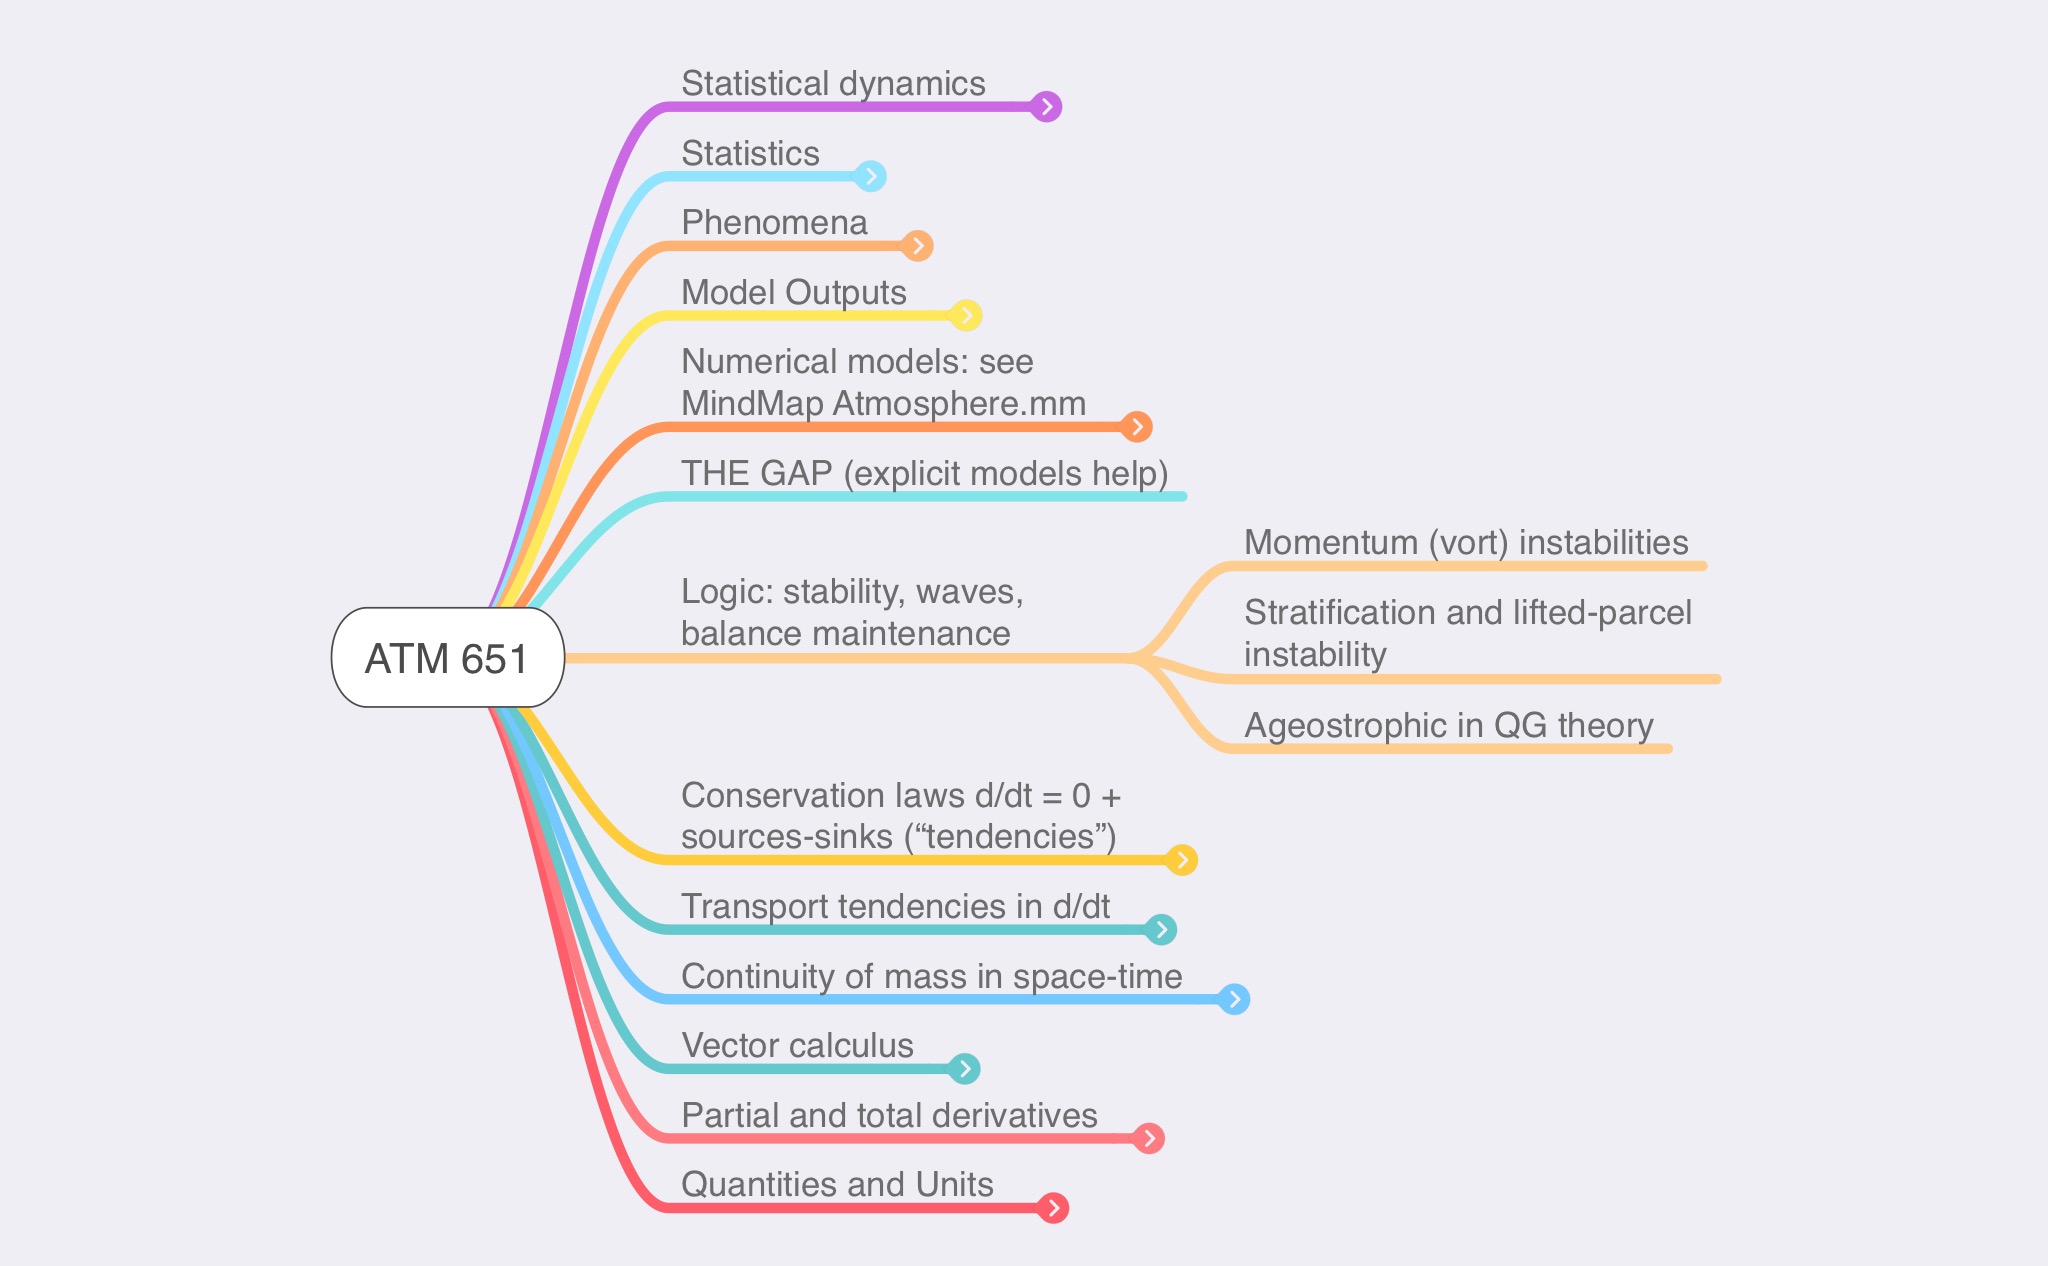 Statistical dynamics
Statistics
Phenomena
Model Outputs
Numerical models: see
MindMap Atmosphere.mm
THE GAP (explicit models help)
Logic: stability, waves,
balance maintenance
Momentum (vort) instabilities
Stratification and lifted-parcel
instability
Ageostrophic in QG theory
ATM 651
Conservation laws d/dt = 0 +
sources-sinks (“tendencies”)
Transport tendencies in d/dt
Continuity of mass in space-time
Vector calculus
Partial and total derivatives
Quantities and Units